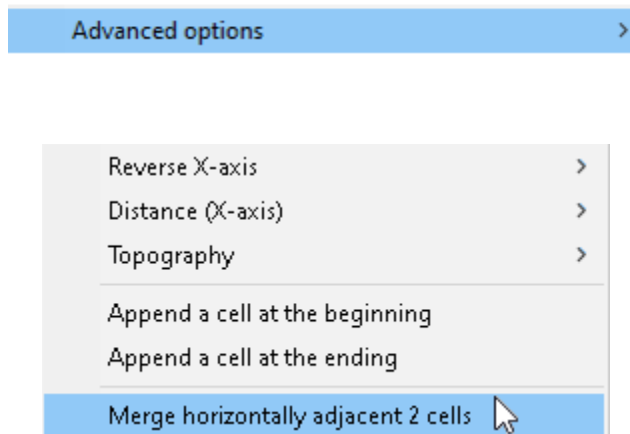 Advanced options
Reverse X-axis
Distance (X-axis)
Topography
Append a cell at the beginning
Append a cell at the ending
Merge horizontally adjacent 2 cells